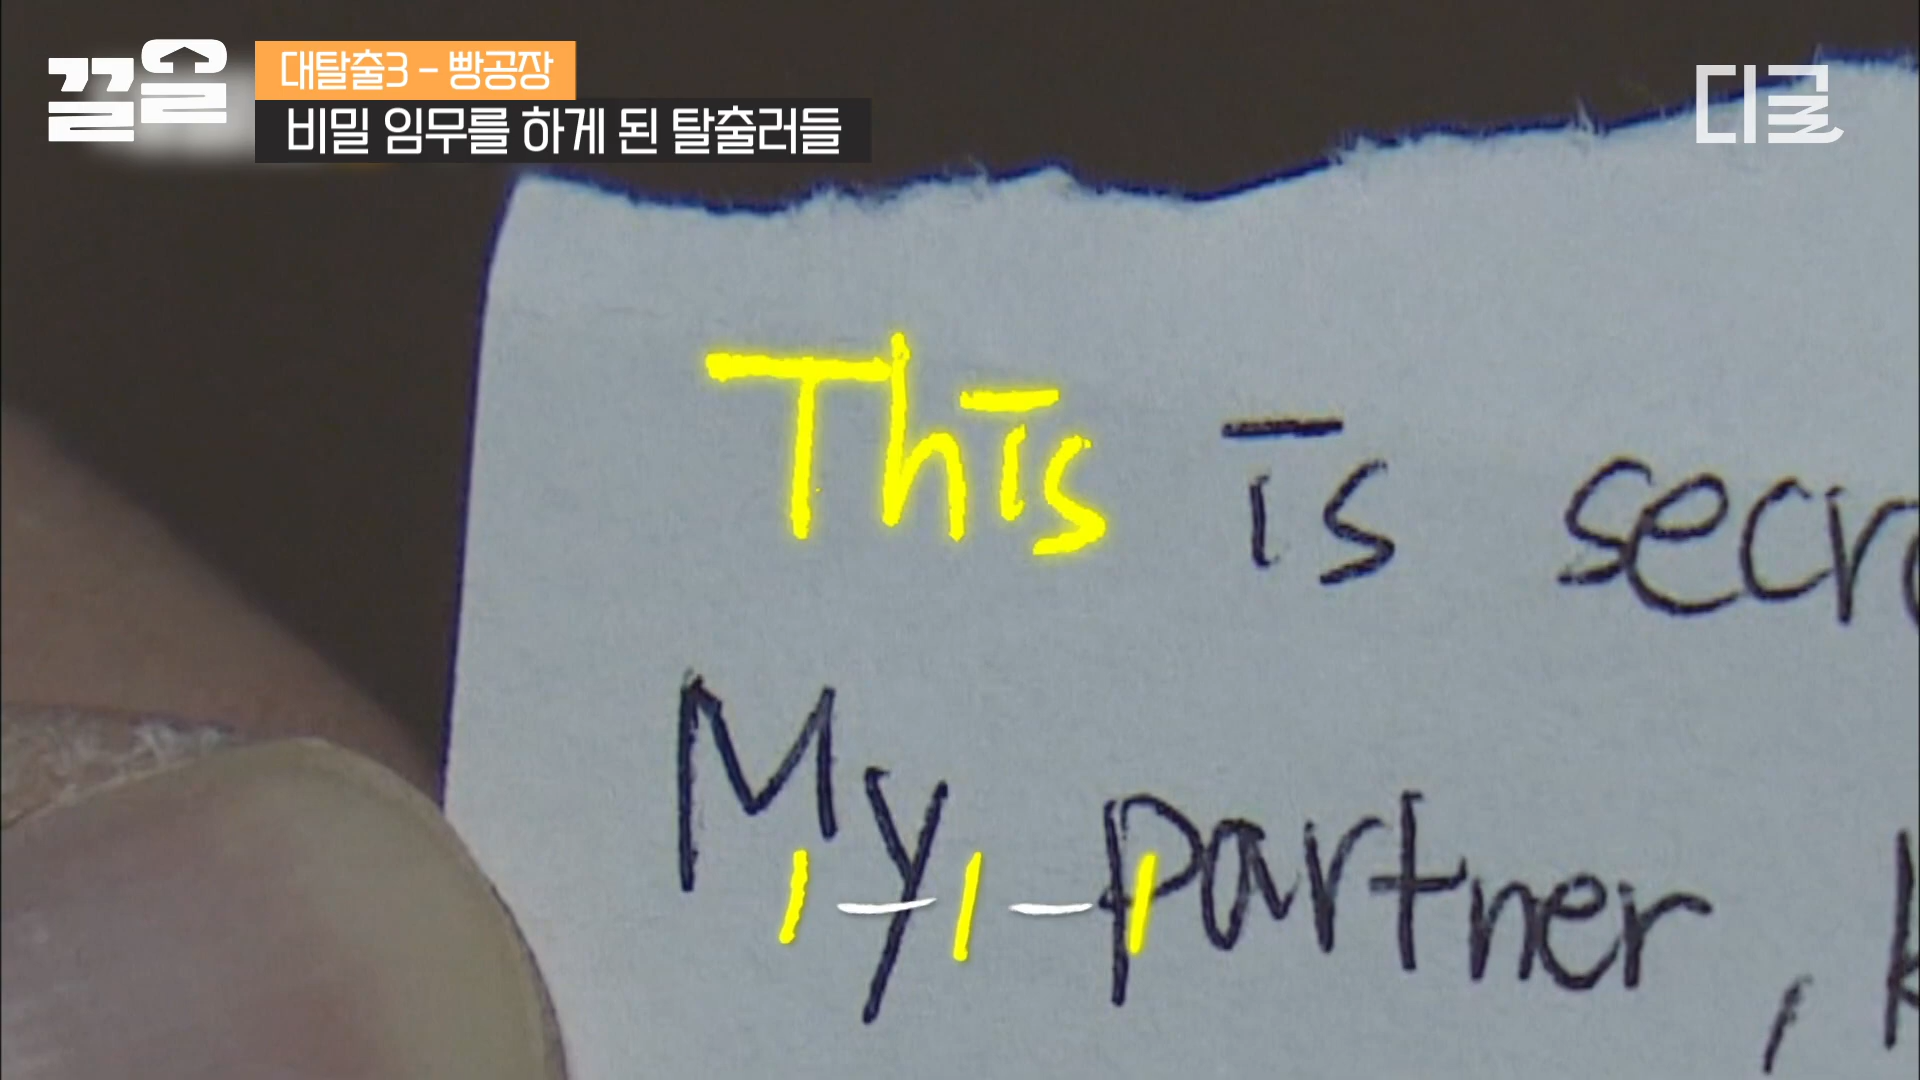 끌올
대탈출3 - 빵공장
비밀 임무를 하게 된 탈출러들
디글
This is secr
My partner,